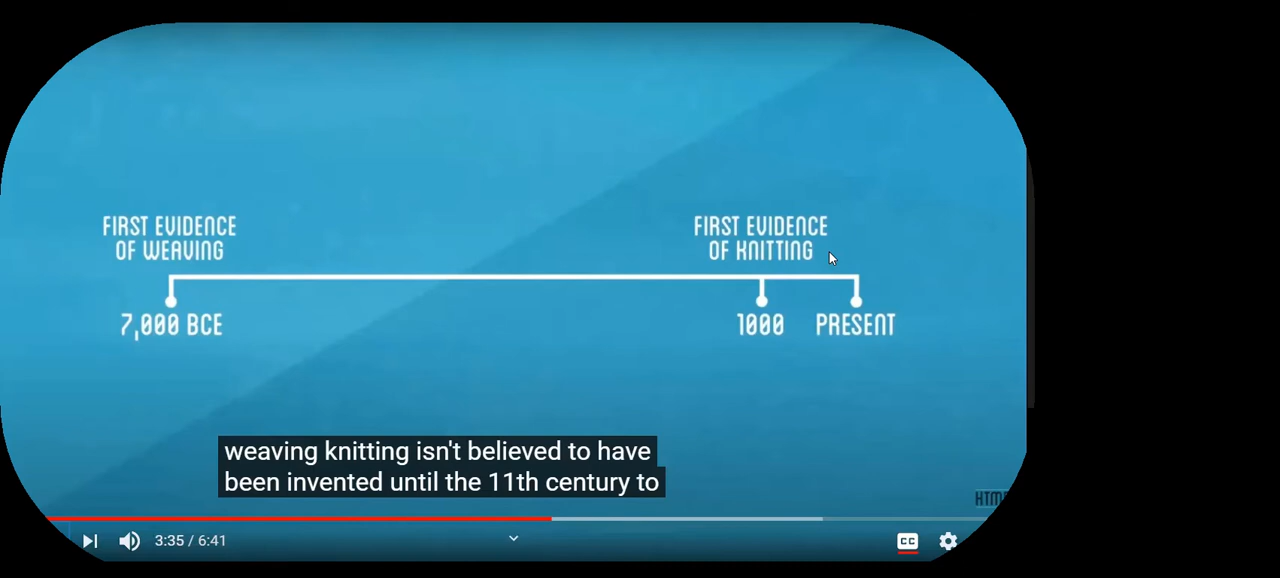 FIRST EVIDENCE
OF WEAVING
FIRST EVIDENCE
OF KNITTING
7,000 BCE
1000
PRESENT
weaving knitting isn't believed to have
been invented until the 11th century to
3:35 / 6:41
CC